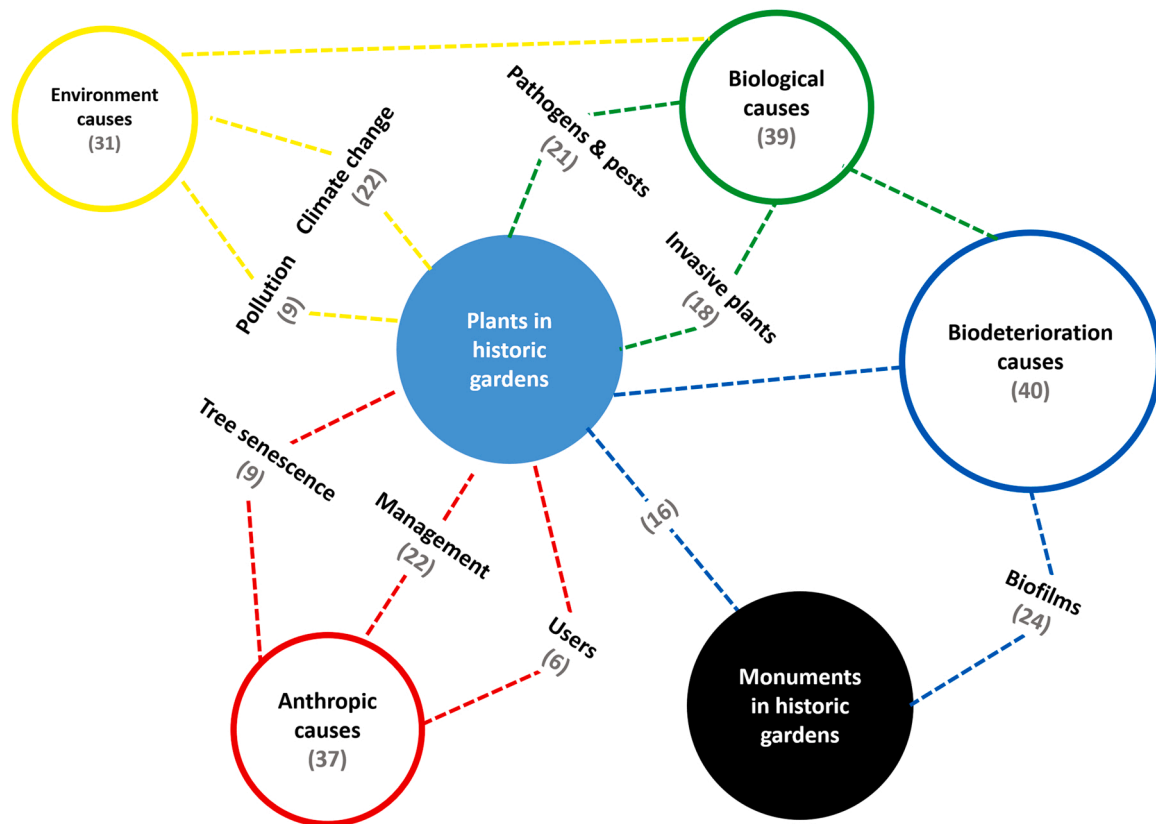 Environment
causes
(31)
Biological
causes
(39)
Pathogens & pests
(21)
Climate change
(22)
Pollution
(9)
Invasive plants
(18)
Plants in
historic
gardens
Biodeterioration
causes
(40)
Tree senescence
(9)
Management
(22)
Users
(6)
(16)
Biofilms
(24)
Anthropic
causes
(37)
Monuments
in historic
gardens